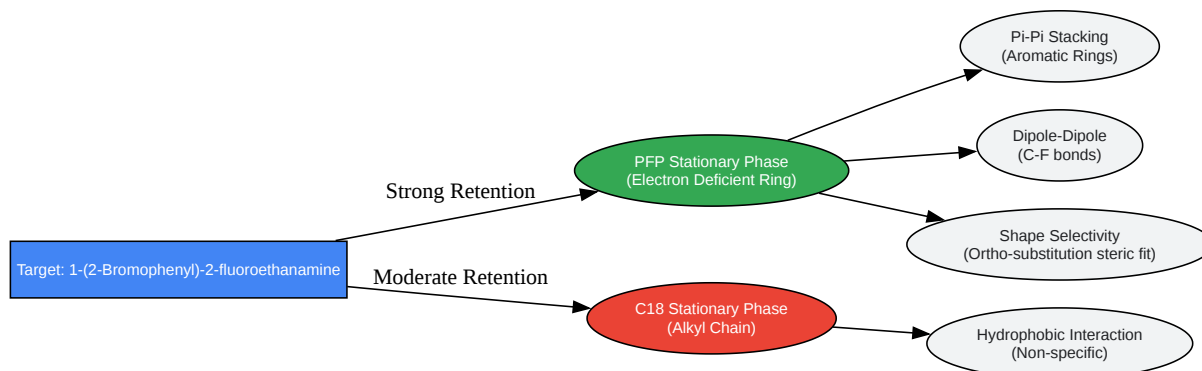 Pi-Pi Stacking
(Aromatic Rings)
Dipole-Dipole
(C-F bonds)
PFP Stationary Phase
(Electron Deficient Ring)
Strong Retention
Shape Selectivity
(Ortho-substitution steric fit)
Target: 1-(2-Bromophenyl)-2-fluoroethanamine
Moderate Retention
C18 Stationary Phase
(Alkyl Chain)
Hydrophobic Interaction
(Non-specific)